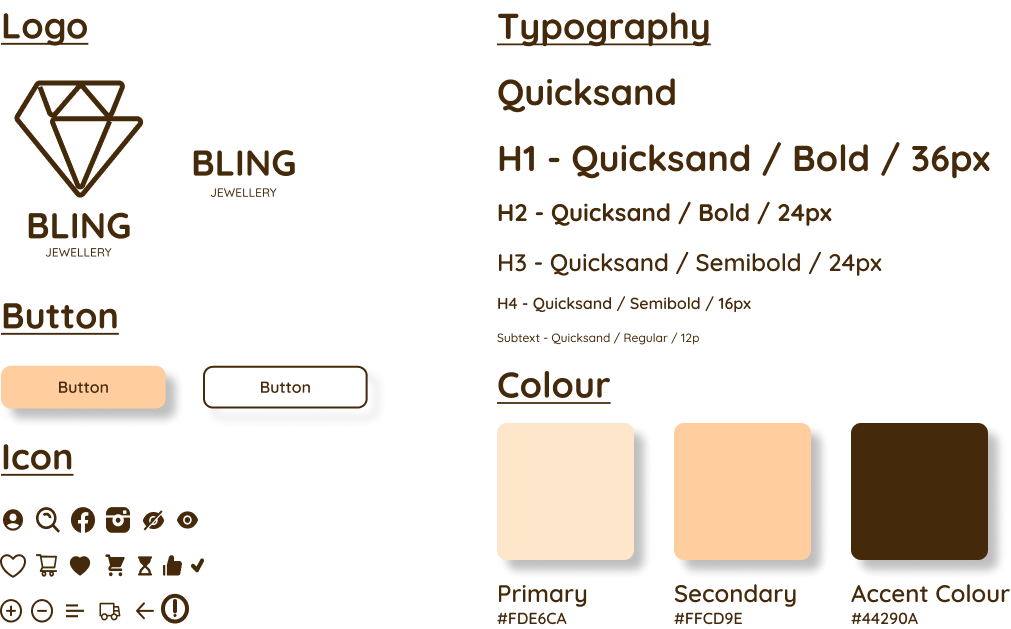 Logo
BLING
JEWELLERY
BLING
JEWELLERY
Button
Button
Button
Icon
Typography
Quicksand
H1 - Quicksand / Bold / 36px
H2 - Quicksand / Bold / 24px
H3 - Quicksand / Semibold / 24px
H4 - Quicksand / Semibold / 16px
Subtext - Quicksand / Regular / 12p
Colour
Primary
#FDE6CA
Secondary
#FFCD9E
Accent Colour
#44290A